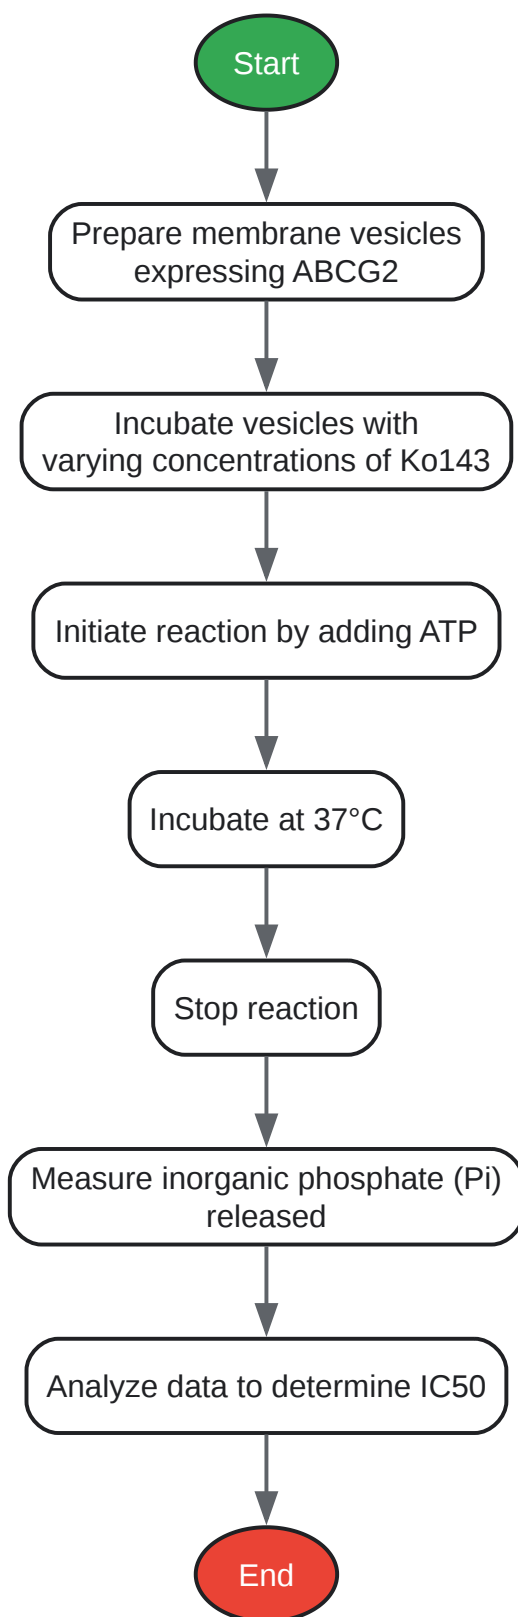 Start
Prepare membrane vesicles
expressing ABCG2
Incubate vesicles with
varying concentrations of Ko143
Initiate reaction by adding ATP
Incubate at 37°C
Stop reaction
Measure inorganic phosphate (Pi)
released
Analyze data to determine IC50
End